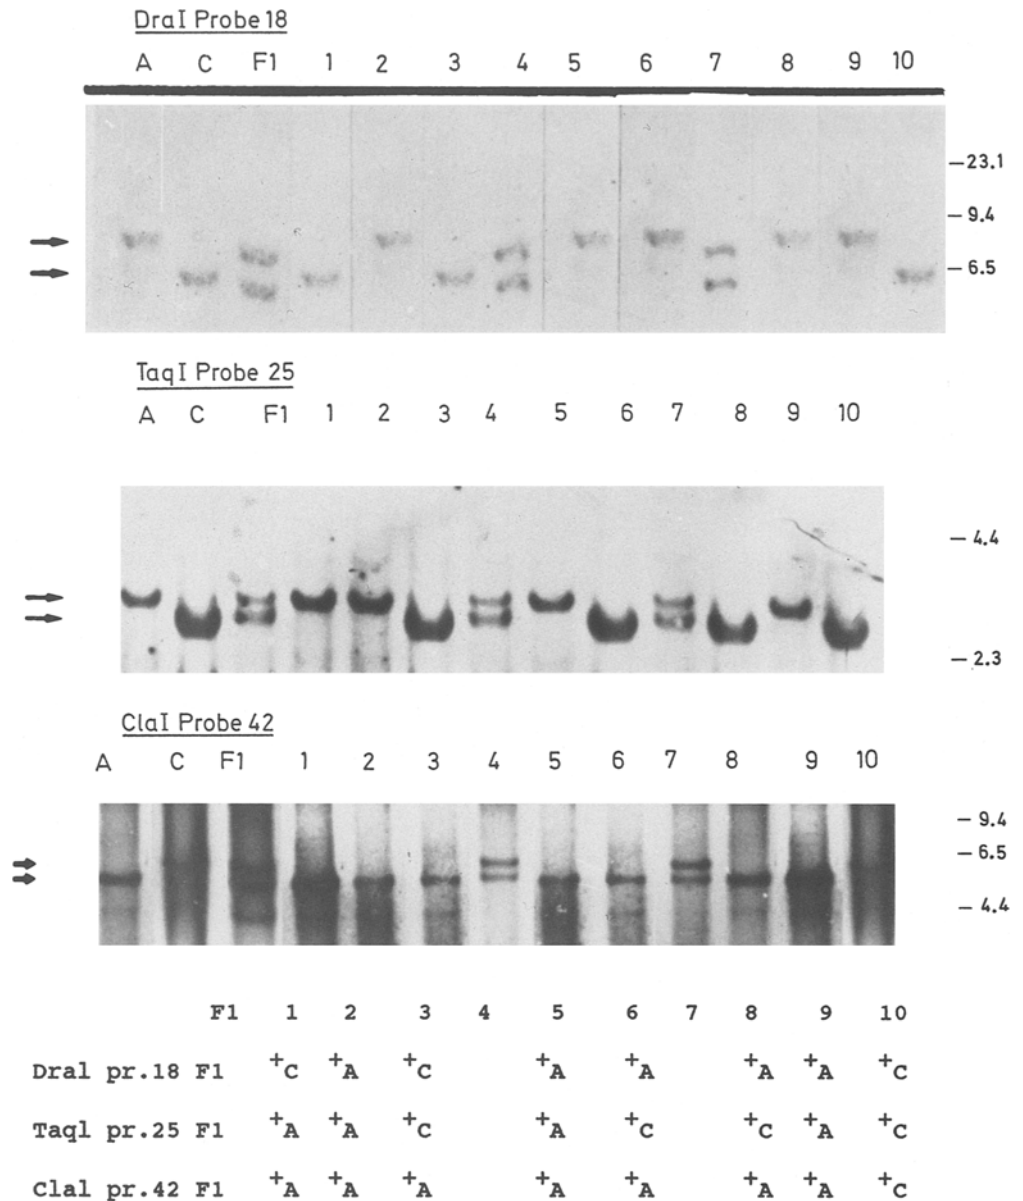 DraI Probe 18
A C F1 1 2 3 4 5 6 7 8 9 10
–23.1
–9.4
–6.5
TaqI Probe 25
A C F1 1 2 3 4 5 6 7 8 9 10
–4.4
–2.3
ClaI Probe 42
A C F1 1 2 3 4 5 6 7 8 9 10
–9.4
–6.5
–4.4
F1 1 2 3 4 5 6 7 8 9 10
Dral pr.18 F1 +C +A +C +A +A +A +A +C
Taql pr.25 F1 +A +A +C +A +C +C +A +C
Clal pr.42 F1 +A +A +A +A +A +A +A +C